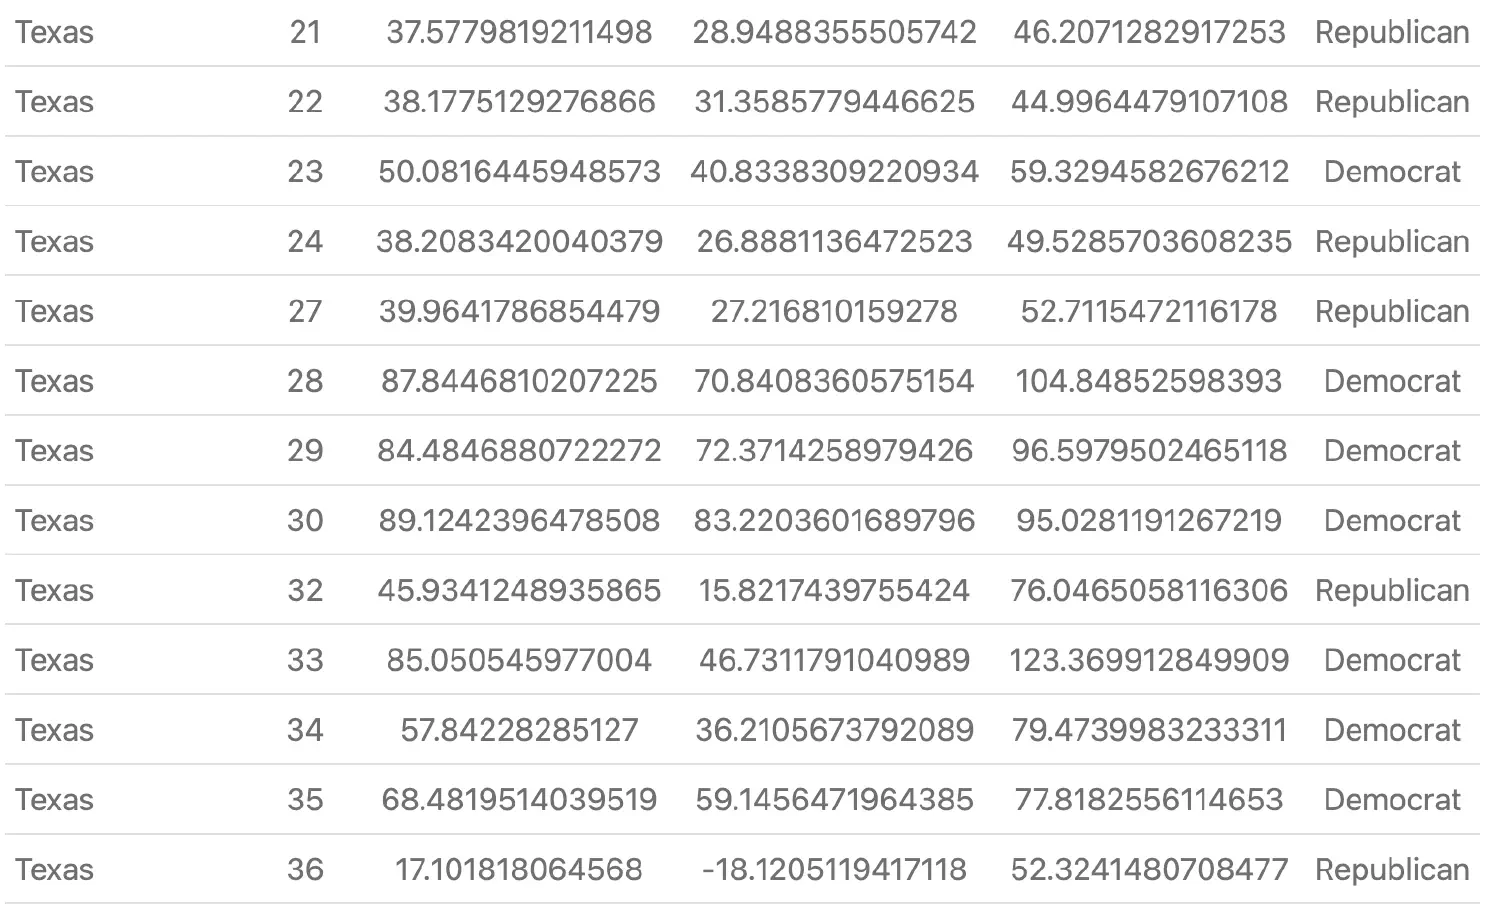 Texas 21 37.5779819211498 28.9488355505742 46.2071282917253 Republican
Texas 22 38.1775129276866 31.3585779446625 44.9964479107108 Republican
Texas 23 50.0816445948573 40.8338309220934 59.3294582676212 Democrat
Texas 24 38.2083420040379 26.8881136472523 49.5285703608235 Republican
Texas 27 39.9641786854479 27.216810159278 52.7115472116178 Republican
Texas 28 87.8446810207225 70.8408360575154 104.84852598393 Democrat
Texas 29 84.4846880722272 72.3714258979426 96.5979502465118 Democrat
Texas 30 89.1242396478508 83.2203601689796 95.0281191267219 Democrat
Texas 32 45.9341248935865 15.8217439755424 76.0465058116306 Republican
Texas 33 85.050545977004 46.7311791040989 123.369912849909 Democrat
Texas 34 57.84228285127 36.2105673792089 79.4739983233311 Democrat
Texas 35 68.4819514039519 59.1456471964385 77.8182556114653 Democrat
Texas 36 17.101818064568 -18.1205119417118 52.3241480708477 Republican